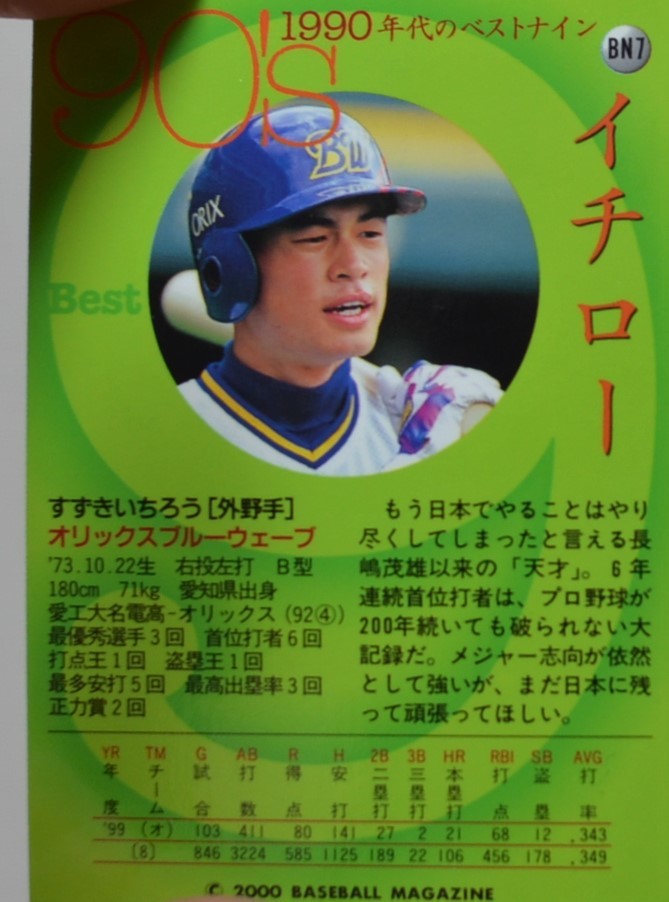 90's
1990年代のベストナイン
BN7
イチロー
Bw
ORIX
Best
9
すずきいちろう[外野手]
オリックスブルーウェーブ
'73.10.22生 右投左打 B型
180cm 71kg 愛知県出身
愛工大名電高-オリックス(92④)
最優秀選手3回 首位打者6回
打点王1回 盗塁王1回
最多安打5回 最高出塁率3回
正力賞2回
もう日本でやることはやり
尽くしてしまったと言える長
嶋茂雄以来の「天才」。6年
連続首位打者は、プロ野球が
200年続いても破られない大
記録だ。メジャー志向が依然
として強いが、まだ日本に残
って頑張ってほしい。
YR TM G AB R H 2B 3B HR RBI SB AVG
年度 チーム 試合 打数 得点 安打 二塁打 三塁打 本塁打 打点 盗塁 打率
'99 (オ) 103 411 80 141 27 2 21 68 12 .343
(8) 846 3224 585 1125 189 22 106 456 178 .349
© 2000 BASEBALL MAGAZINE